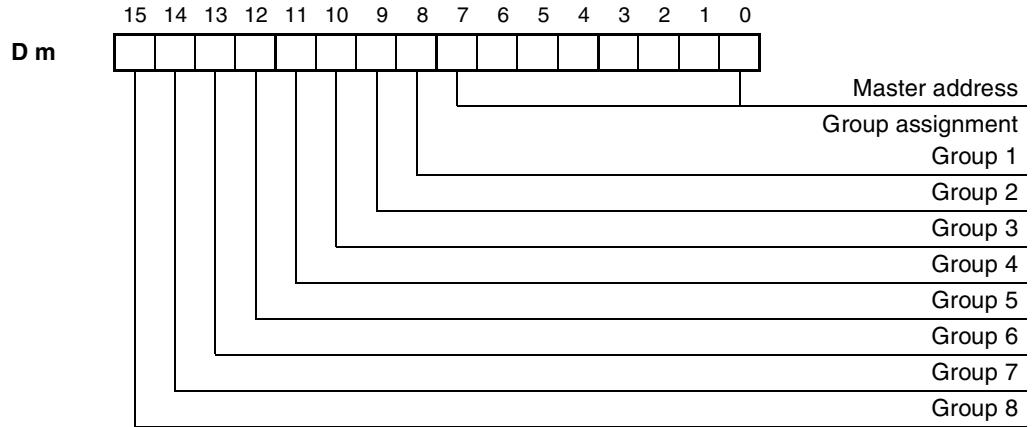 15 14 13 12 11 10 9 8 7 6 5 4 3 2 1 0
D m
Master address
Group assignment
Group 1
Group 2
Group 3
Group 4
Group 5
Group 6
Group 7
Group 8